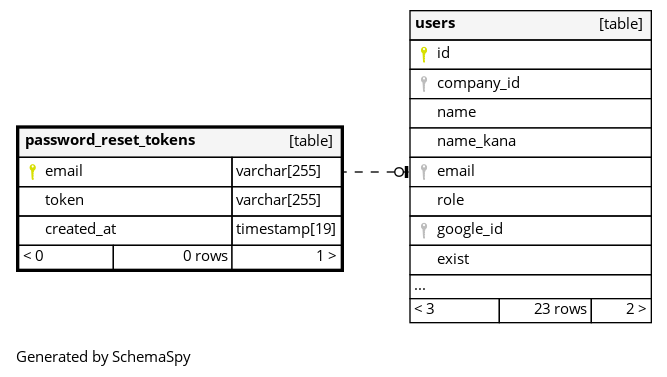 users [table]
id
company_id
name
name_kana
email
role
google_id
exist
...
< 3 23 rows 2 >
password_reset_tokens [table]
email varchar[255]
token varchar[255]
created_at timestamp[19]
< 0 0 rows 1 >
Generated by SchemaSpy